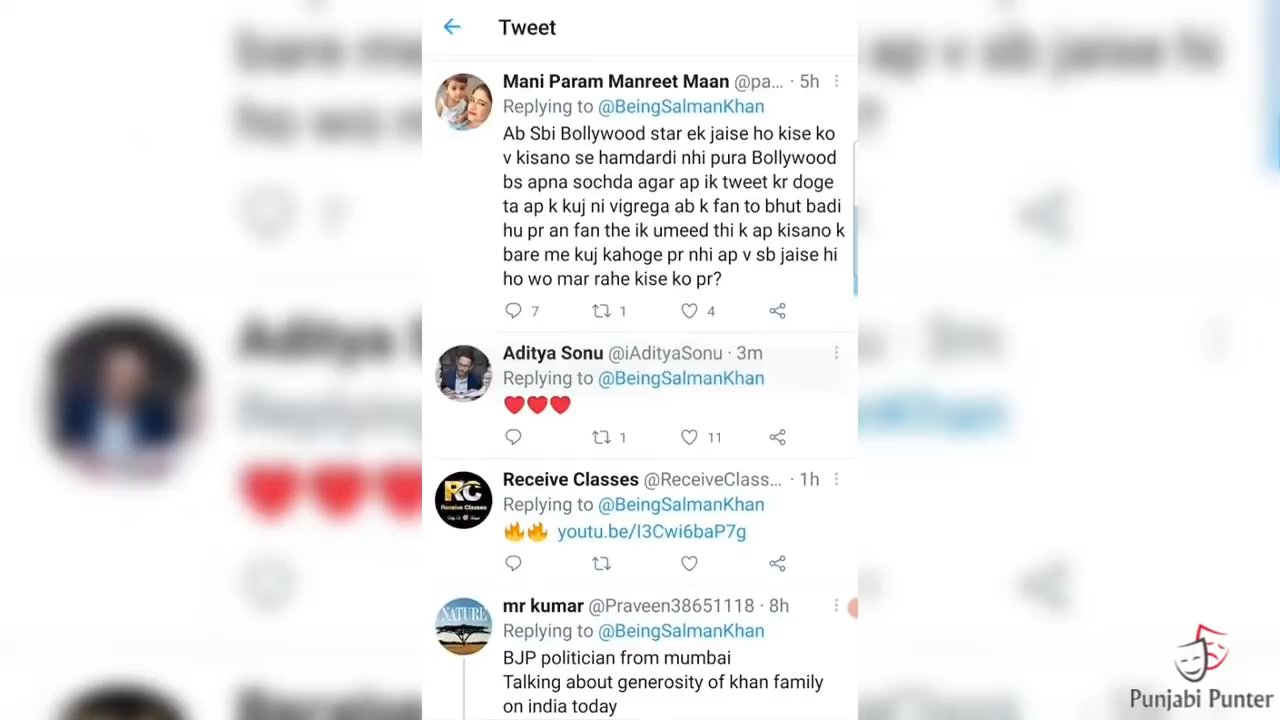 Tweet
Mani Param Manreet Maan @pa... · 5h
Replying to @BeingSalmanKhan
Ab Sbi Bollywood star ek jaise ho kise ko
v kisano se hamdardi nhi pura Bollywood
bs apna sochda agar ap ik tweet kr doge
ta ap k kuj ni vigrega ab k fan to bhut badi
hu pr an fan the ik umeed thi k ap kisano k
bare me kuj kahoge pr nhi ap v sb jaise hi
ho wo mar rahe kise ko pr?
7 1 4
Aditya Sonu @iAdityaSonu · 3m
Replying to @BeingSalmanKhan
❤️❤️❤️
1 11
RC
Receive Classes
Receive Classes @ReceiveClass... · 1h
Replying to @BeingSalmanKhan
🔥🔥 youtu.be/I3Cwi6baP7g
NATURE
mr kumar @Praveen38651118 · 8h
Replying to @BeingSalmanKhan
BJP politician from mumbai
Talking about generosity of khan family
on india today
Punjabi Punter